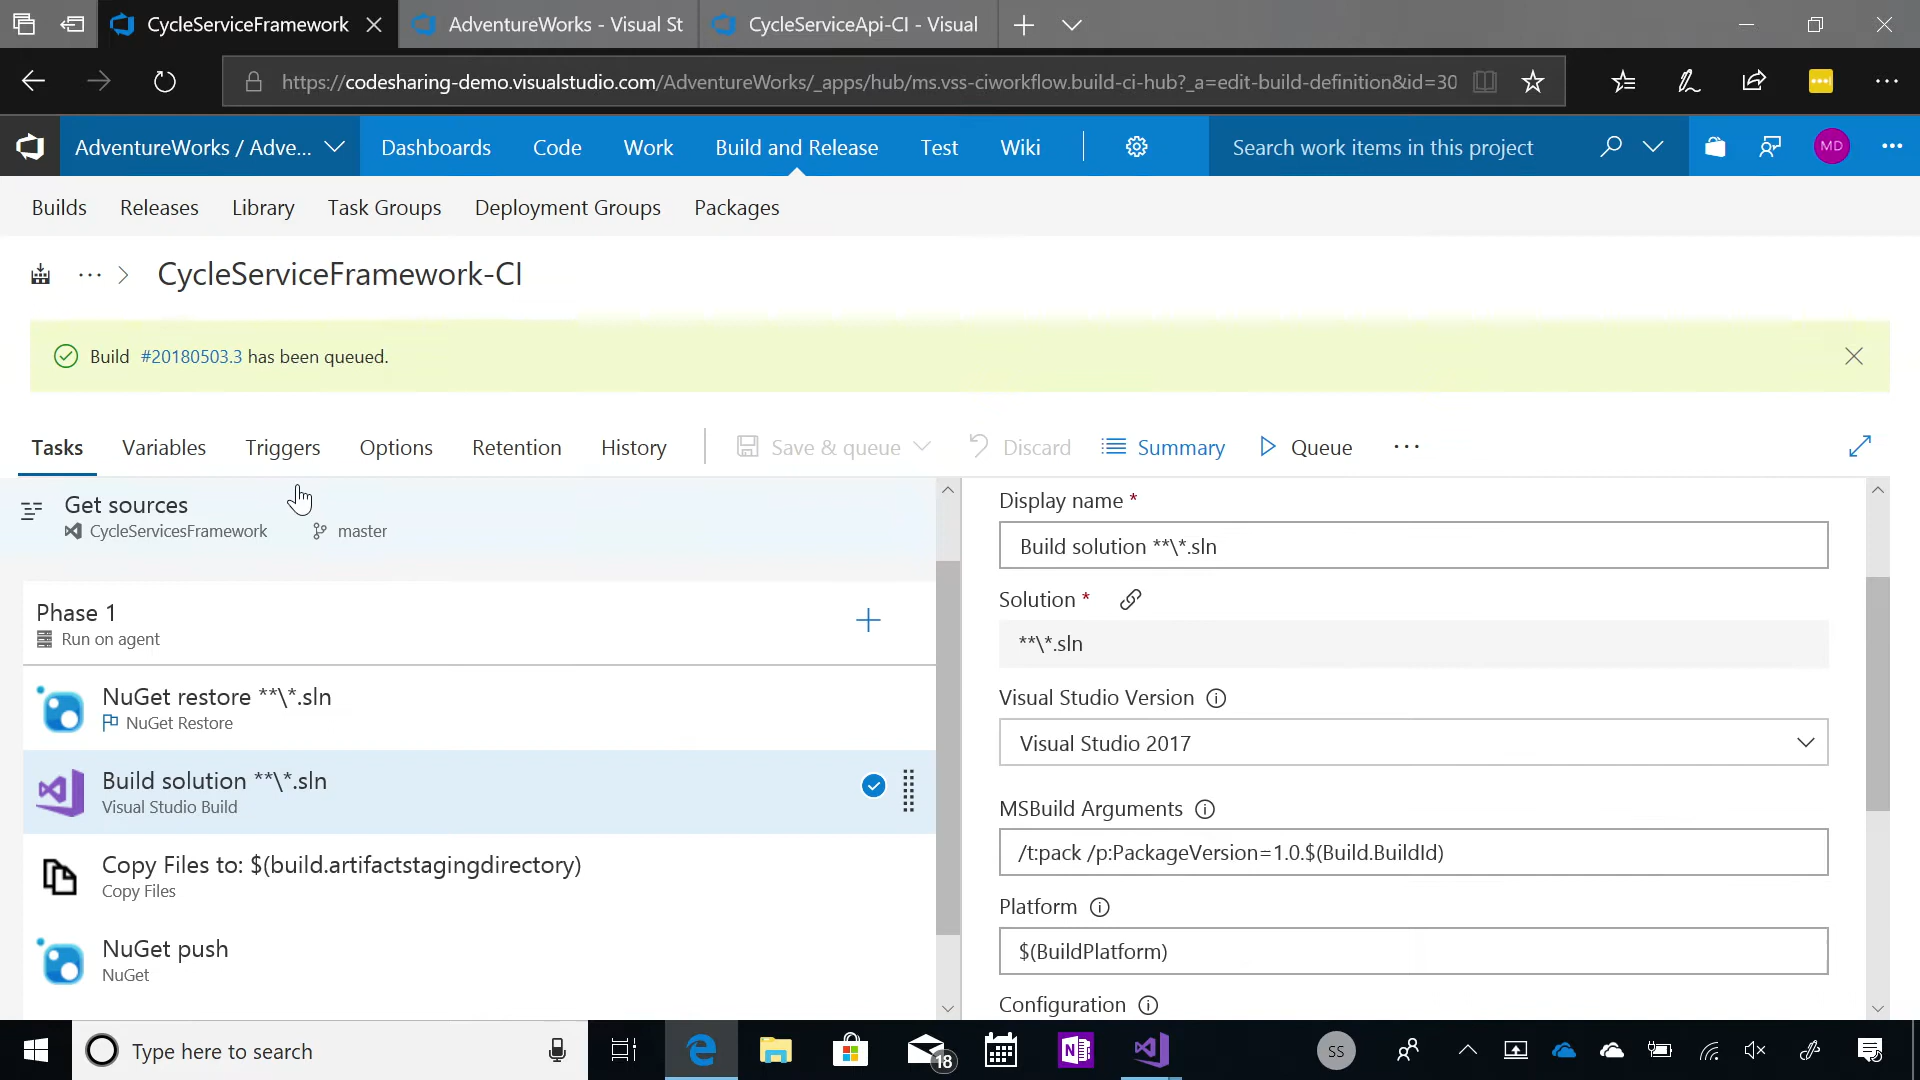 CycleServiceFramework
AdventureWorks - Visual St
CycleServiceApi-CI - Visual
https://codesharing-demo.visualstudio.com/AdventureWorks/_apps/hub/ms.vss-ciworkflow.build-ci-hub?_a=edit-build-definition&id=30
AdventureWorks / Adve...
Dashboards
Code
Work
Build and Release
Test
Wiki
Search work items in this project
MD
Builds
Releases
Library
Task Groups
Deployment Groups
Packages
... > CycleServiceFramework-CI
Build #20180503.3 has been queued.
Tasks
Variables
Triggers
Options
Retention
History
Save & queue
Discard
Summary
Queue
...
Get sources
CycleServicesFramework
master
Phase 1
Run on agent
NuGet restore **\*.sln
NuGet Restore
Build solution **\*.sln
Visual Studio Build
Copy Files to: $(build.artifactstagingdirectory)
Copy Files
NuGet push
NuGet
Display name *
Build solution **\*.sln
Solution *
**\*.sln
Visual Studio Version
Visual Studio 2017
MSBuild Arguments
/t:pack /p:PackageVersion=1.0.$(Build.BuildId)
Platform
$(BuildPlatform)
Configuration
Type here to search
18
N
SS